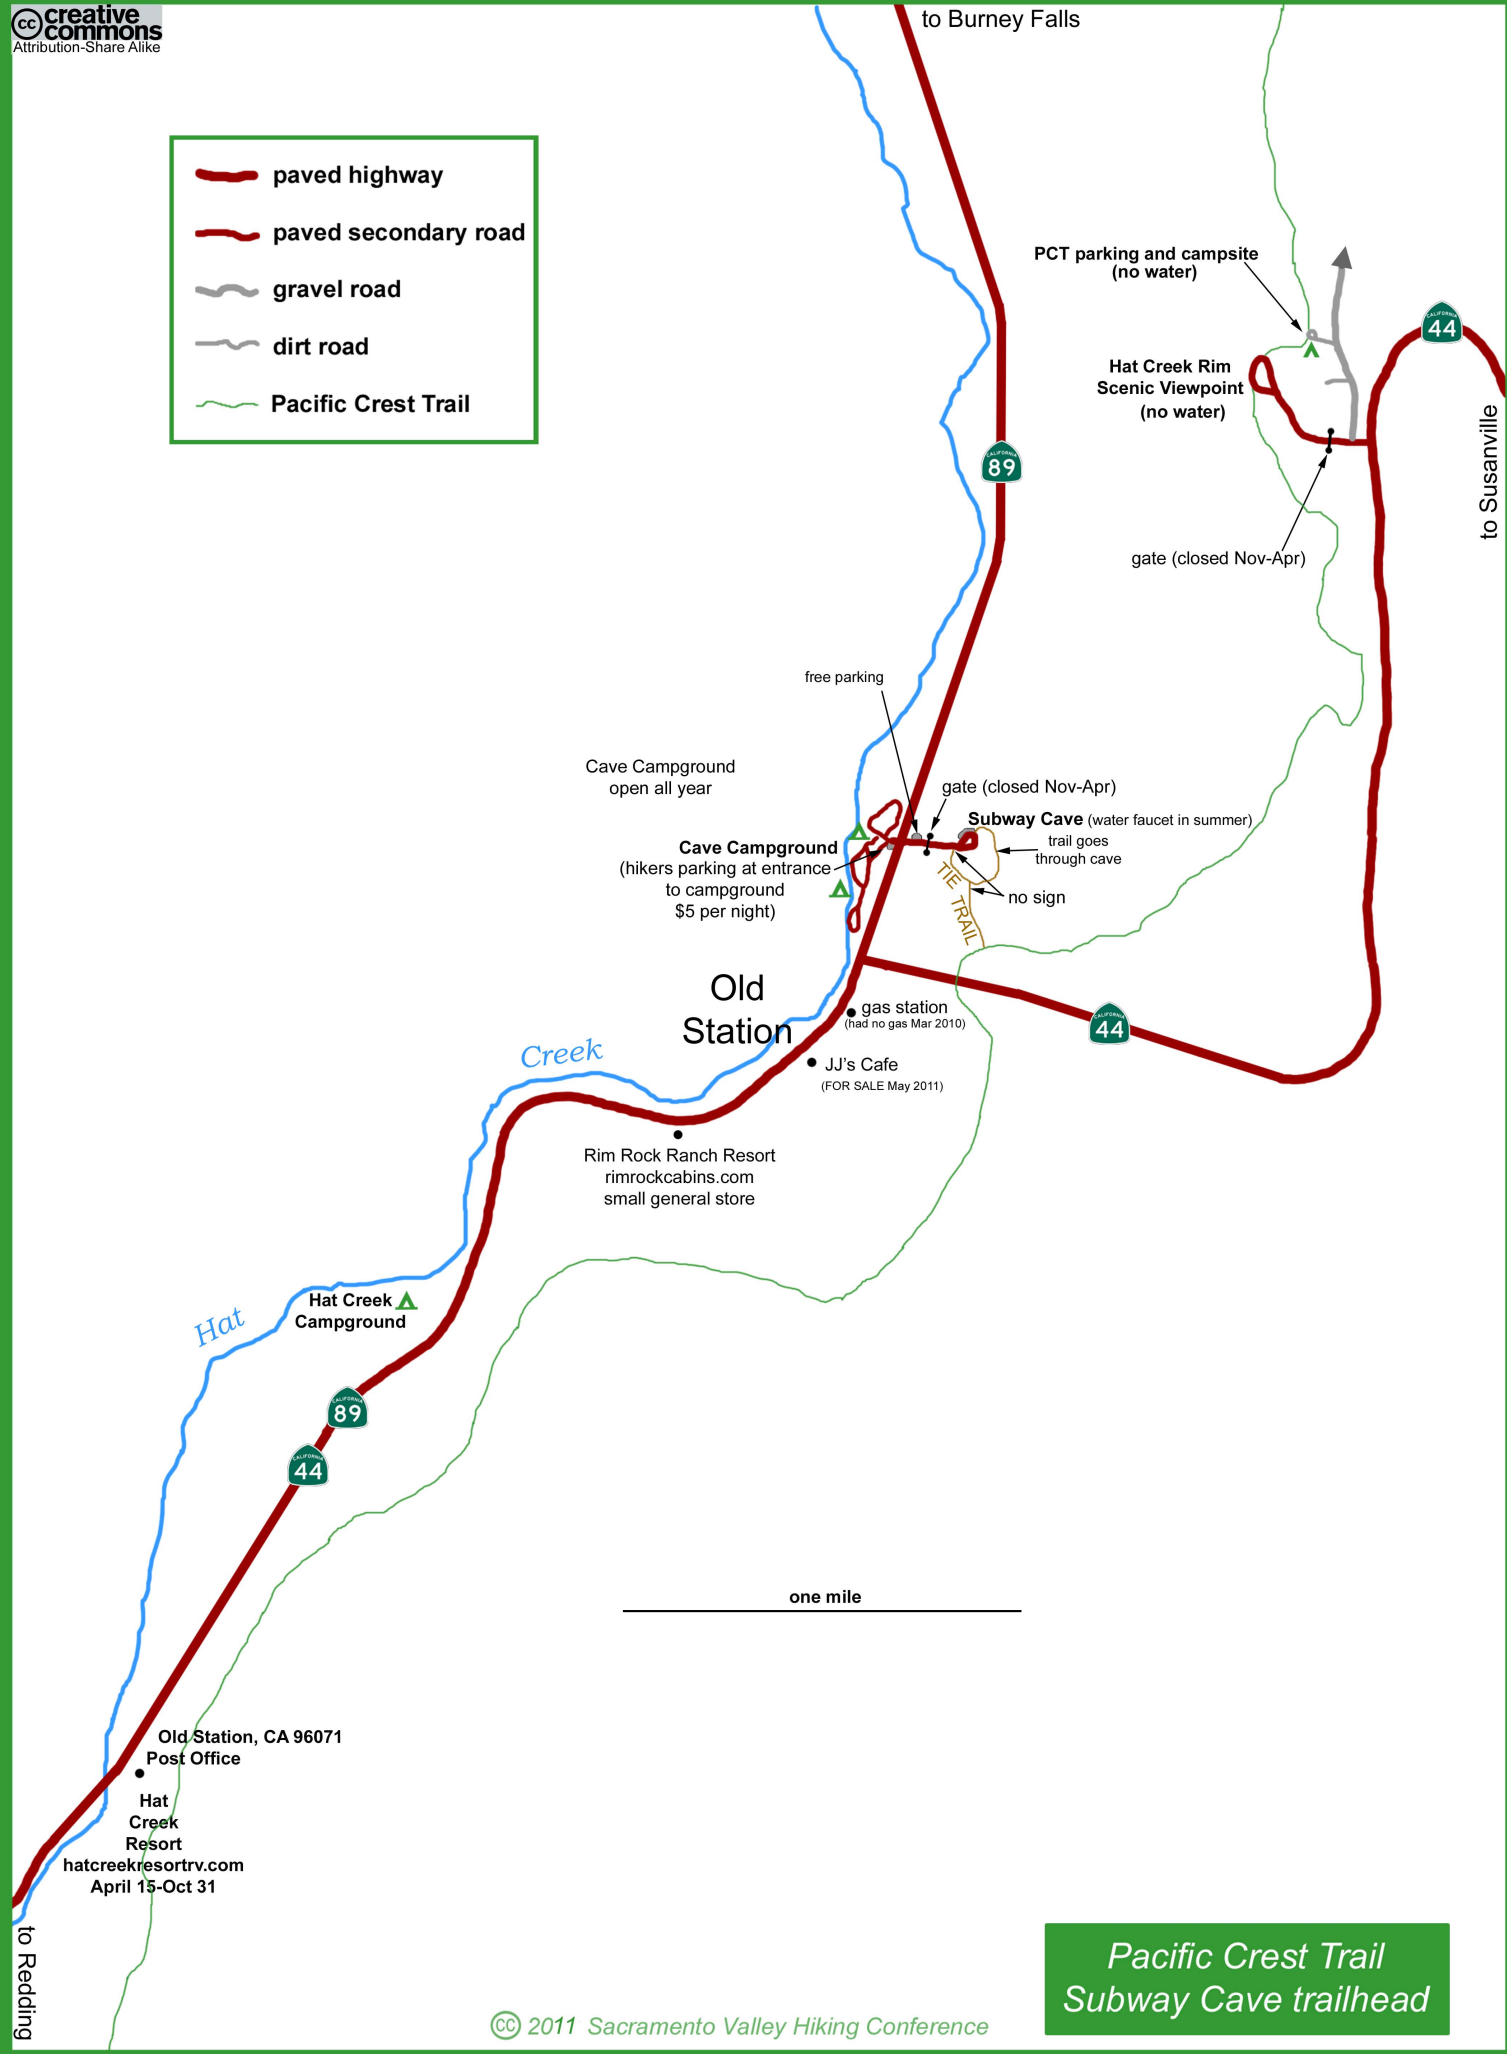 cc creative
commons
Attribution-Share Alike
to Burney Falls
paved highway
paved secondary road
gravel road
dirt road
Pacific Crest Trail
PCT parking and campsite
(no water)
CALIFORNIA
44
Hat Creek Rim
Scenic Viewpoint
(no water)
to Susanville
CALIFORNIA
89
gate (closed Nov-Apr)
free parking
Cave Campground
open all year
gate (closed Nov-Apr)
Subway Cave (water faucet in summer)
trail goes
through cave
Cave Campground
(hikers parking at entrance
to campground
$5 per night)
TIE TRAIL
no sign
Old
Station
gas station
(had no gas Mar 2010)
CALIFORNIA
44
JJ's Cafe
(FOR SALE May 2011)
Creek
Rim Rock Ranch Resort
rimrockcabins.com
small general store
Hat
Hat Creek
Campground
CALIFORNIA
89
CALIFORNIA
44
one mile
Old Station, CA 96071
Post Office
Hat
Creek
Resort
hatcreekresortrv.com
April 15-Oct 31
to Redding
Pacific Crest Trail
Subway Cave trailhead
cc 2011 Sacramento Valley Hiking Conference